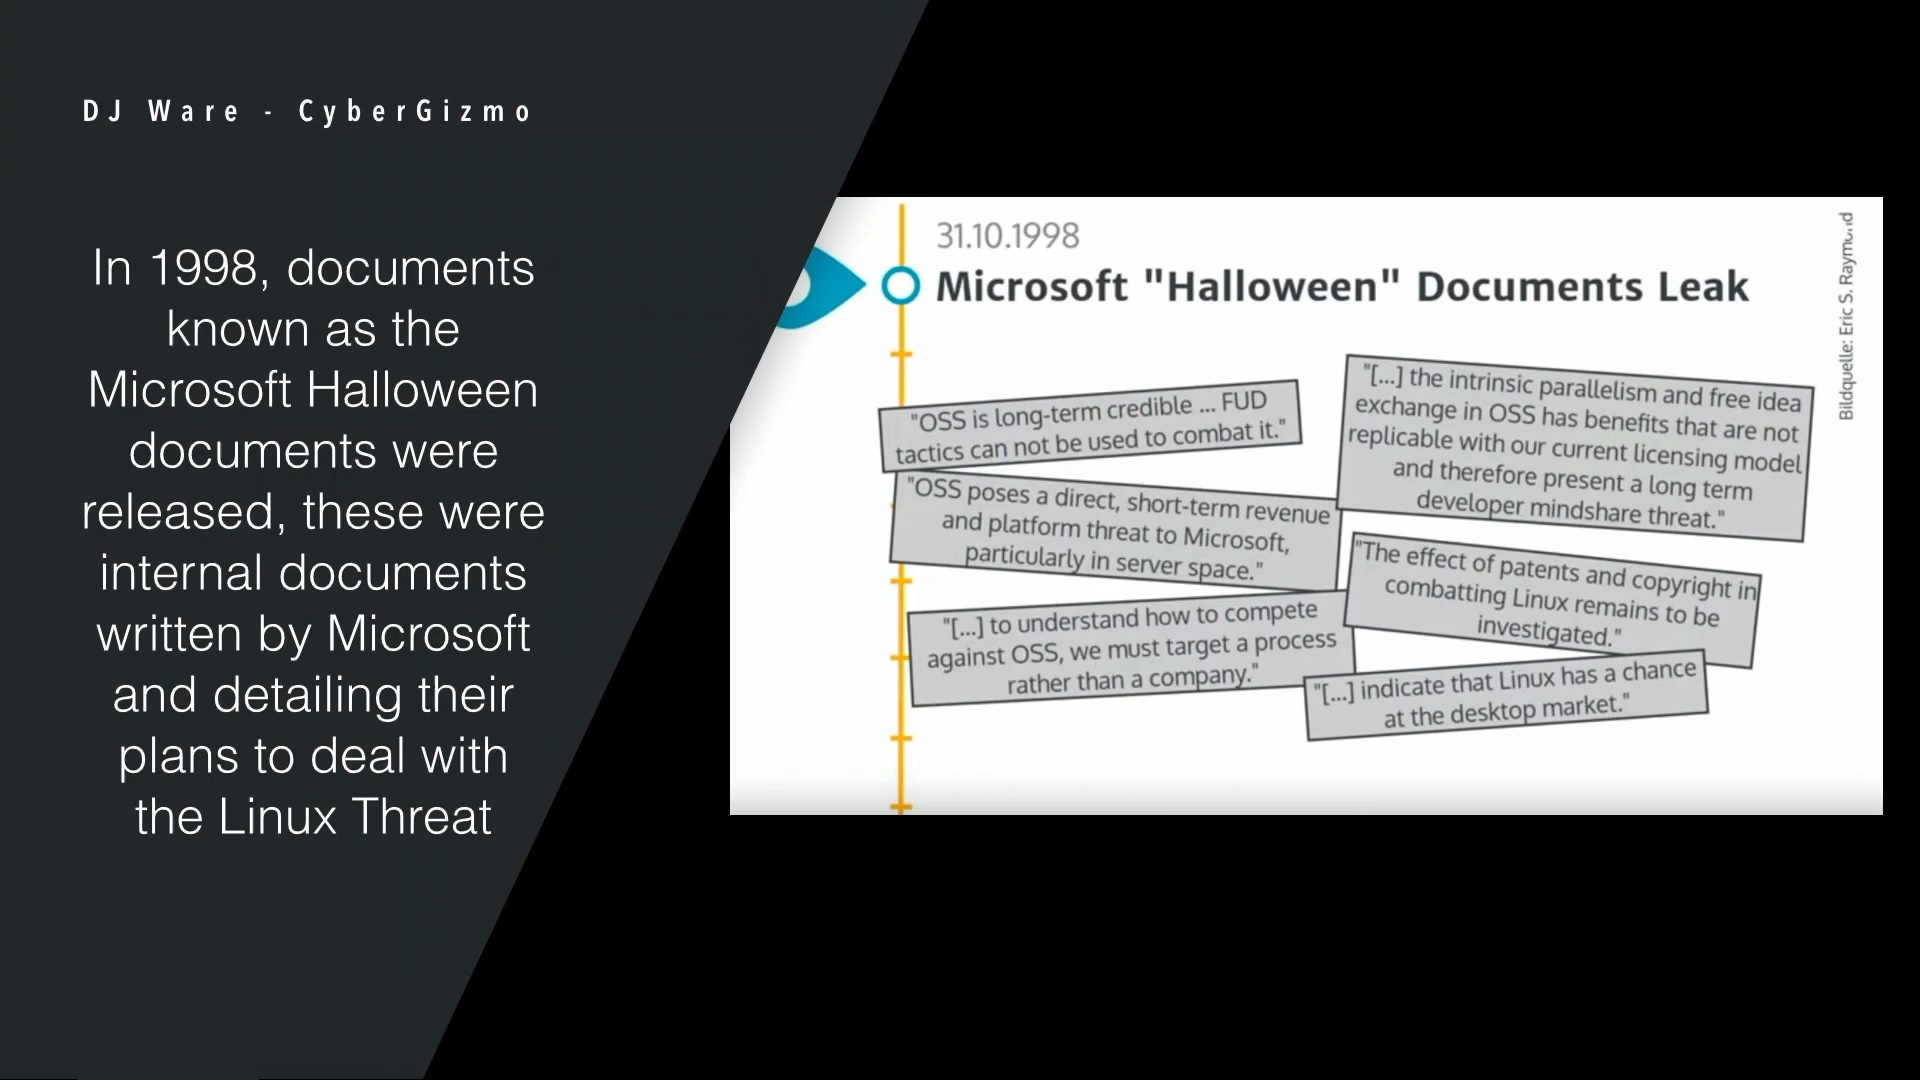 DJ Ware - CyberGizmo
In 1998, documents
known as the
Microsoft Halloween
documents were
released, these were
internal documents
written by Microsoft
and detailing their
plans to deal with
the Linux Threat
31.10.1998
Microsoft "Halloween" Documents Leak
"OSS is long-term credible ... FUD
tactics can not be used to combat it."
"OSS poses a direct, short-term revenue
and platform threat to Microsoft,
particularly in server space."
"[...] to understand how to compete
against OSS, we must target a process
rather than a company."
"[...] the intrinsic parallelism and free idea
exchange in OSS has benefits that are not
replicable with our current licensing model
and therefore present a long term
developer mindshare threat."
"The effect of patents and copyright in
combatting Linux remains to be
investigated."
"[...] indicate that Linux has a chance
at the desktop market."
Bildquelle: Eric S. Raymond